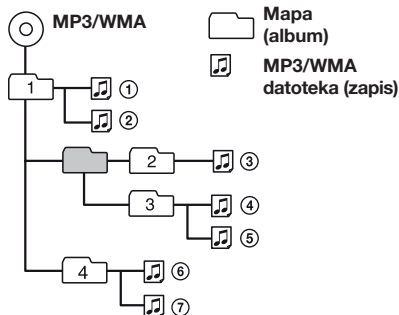 MP3/WMA
Mapa
(album)
MP3/WMA
datoteka (zapis)
1
①
②
2
③
3
④
⑤
4
⑥
⑦